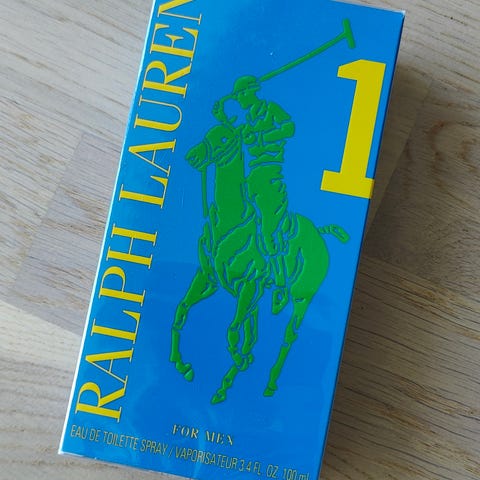 RALPH LAUREN
1
FOR MEN
EAU DE TOILETTE SPRAY / VAPORISATEUR 3.4 FL. OZ. 100 ml